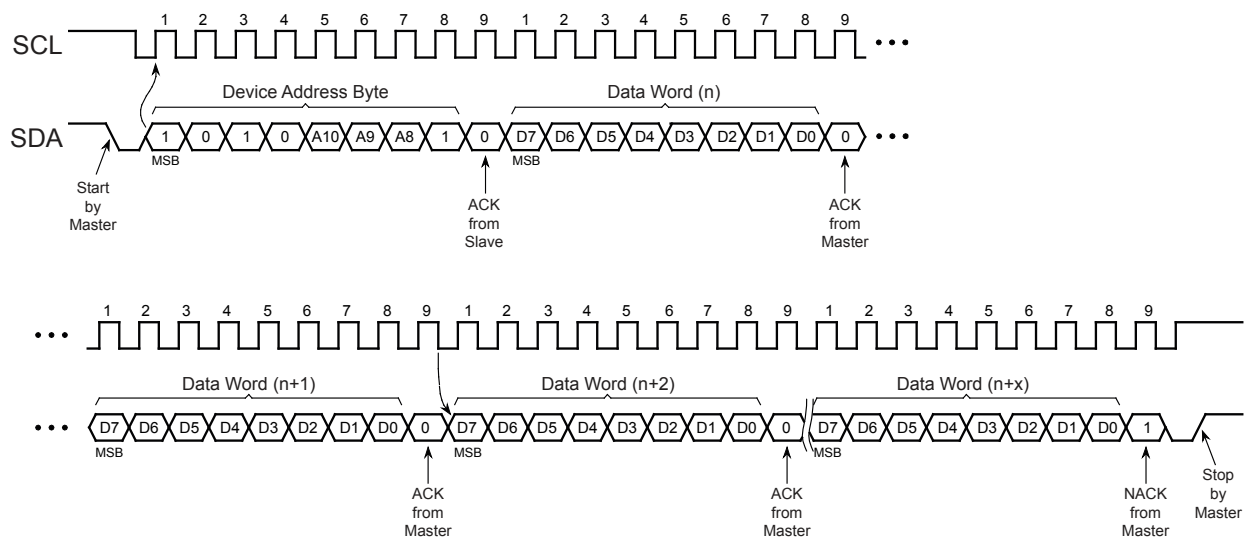 1 2 3 4 5 6 7 8 9 1 2 3 4 5 6 7 8 9
SCL
Device Address Byte Data Word (n)
SDA 1 0 1 0 A10 A9 A8 1 0 D7 D6 D5 D4 D3 D2 D1 D0 0
MSB MSB
Start
by
Master
ACK
from
Slave
ACK
from
Master
1 2 3 4 5 6 7 8 9 1 2 3 4 5 6 7 8 9 1 2 3 4 5 6 7 8 9
Data Word (n+1) Data Word (n+2) Data Word (n+x)
D7 D6 D5 D4 D3 D2 D1 D0 0 D7 D6 D5 D4 D3 D2 D1 D0 0 D7 D6 D5 D4 D3 D2 D1 D0 1
MSB MSB MSB
ACK
from
Master
ACK
from
Master
NACK
from
Master
Stop
by
Master